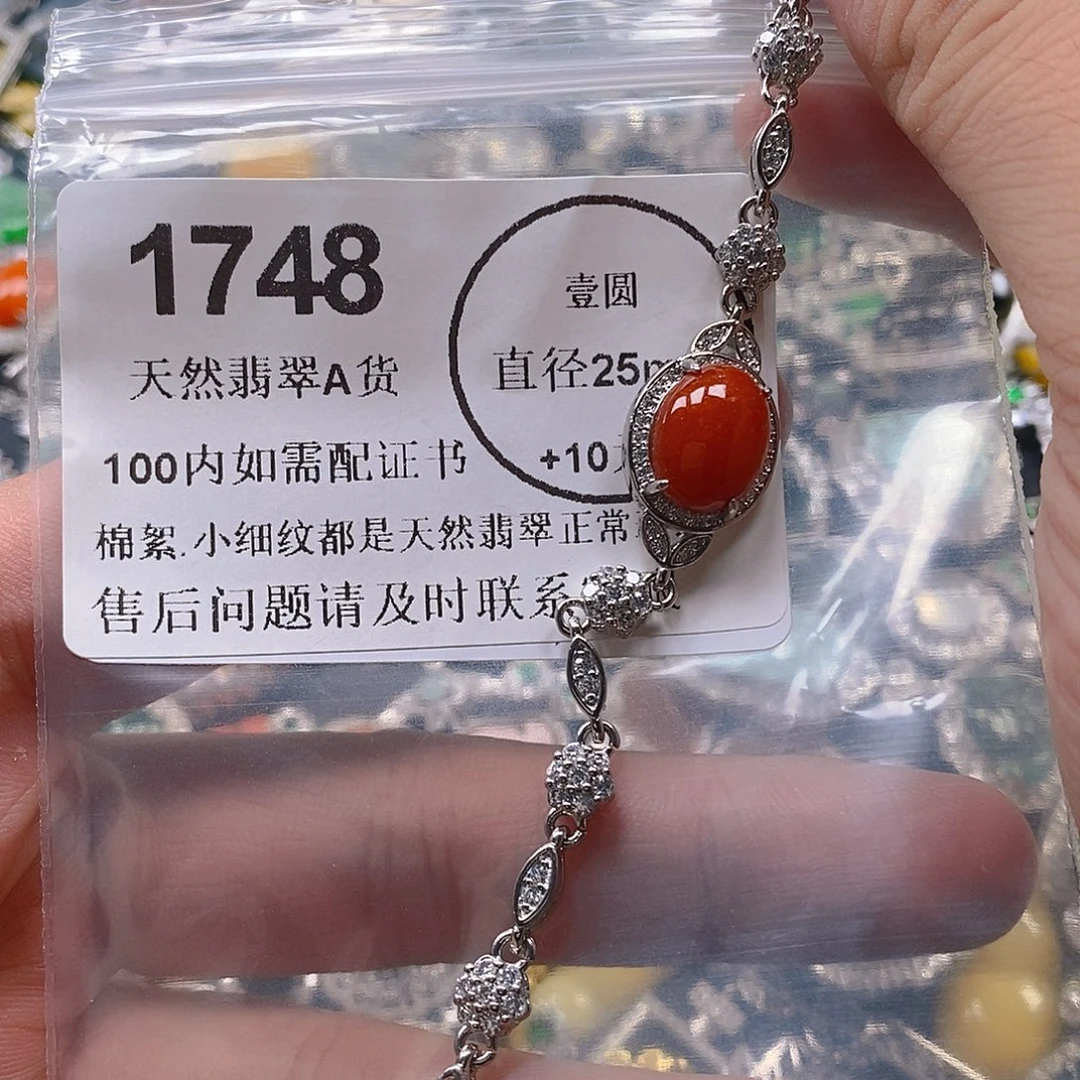 1748
天然翡翠A货
壹圆
直径25m
100内如需配证书
+10
棉絮.小细纹都是天然翡翠正常
售后问题请及时联系